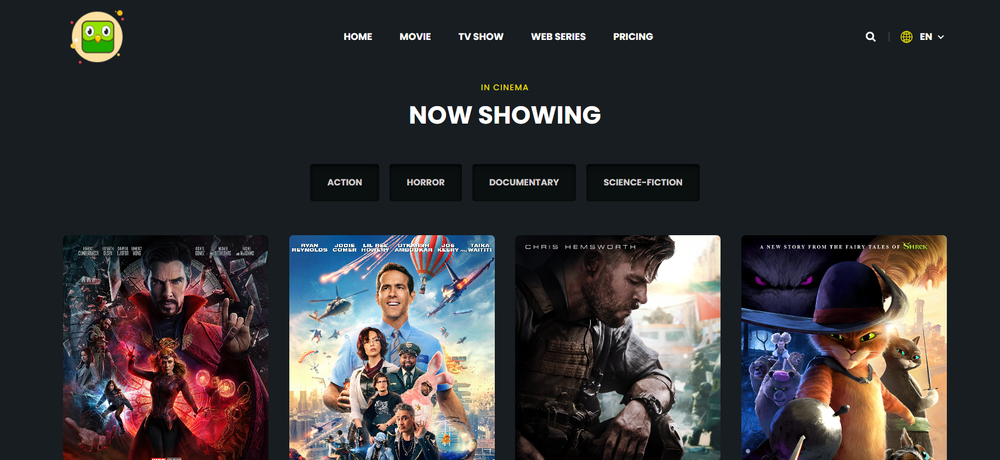 HOME MOVIE TV SHOW WEB SERIES PRICING EN
IN CINEMA
NOW SHOWING
ACTION HORROR DOCUMENTARY SCIENCE-FICTION
BENEDICT CUMBERBATCH ELIZABETH OLSEN CHIWETEL EJIOFOR BENEDICT WONG XOCHITL GOMEZ MICHAEL STUHLBARG RACHEL AND McADAMS
RYAN REYNOLDS JODIE COMER LIL REL HOWERY UTKARSH AMBUDKAR JOE KEERY AND TAIKA WAITITI
CHRIS HEMSWORTH
A NEW STORY FROM THE FAIRY TALES OF SHREK